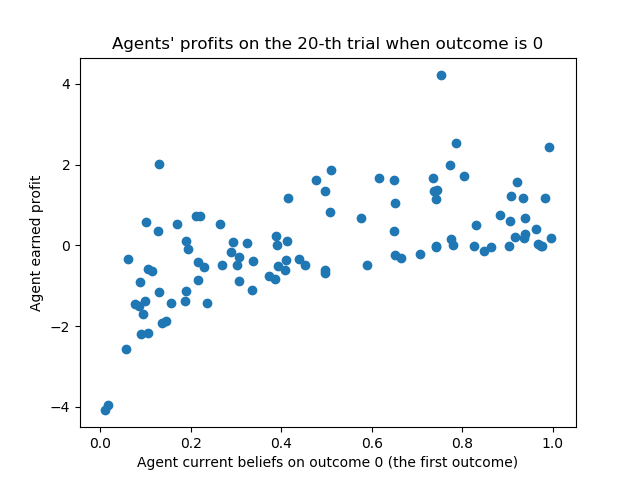 Agents' profits on the 20-th trial when outcome is 0
4
2
0
−2
−4
Agent earned profit
0.0 0.2 0.4 0.6 0.8 1.0
Agent current beliefs on outcome 0 (the first outcome)